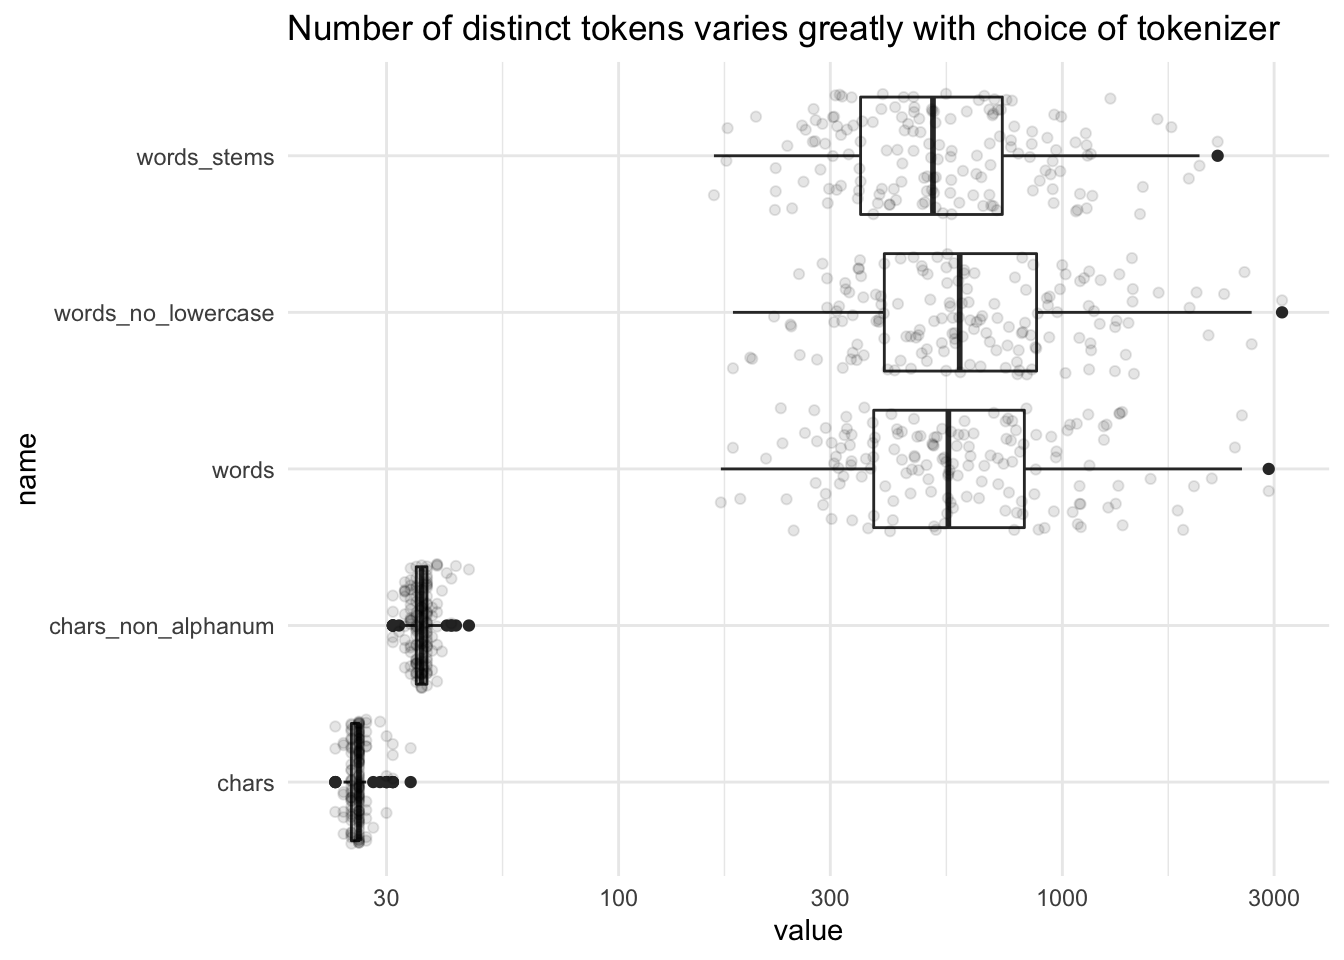 Number of distinct tokens varies greatly with choice of tokenizer
words_stems
words_no_lowercase
words
chars_non_alphanum
chars
name
30 100 300 1000 3000
value